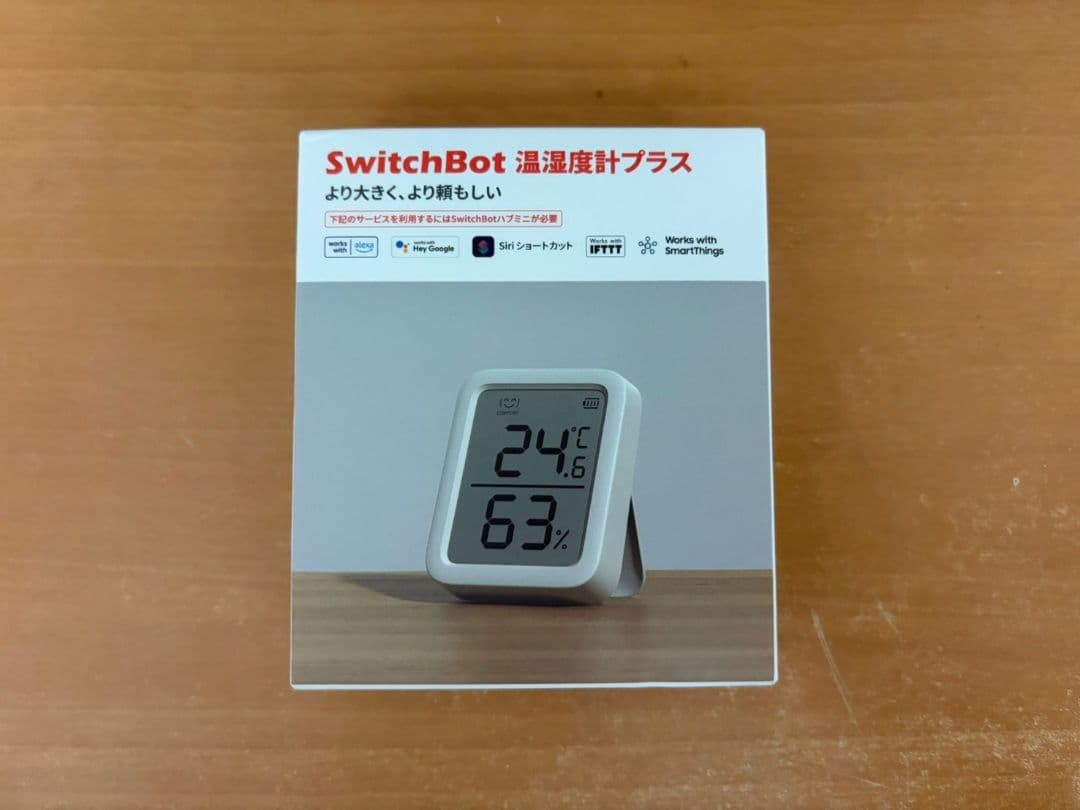 SwitchBot 温湿度計プラス
より大きく、より頼もしい
下記のサービスを利用するにはSwitchBotハブミニが必要
works with alexa
works with Hey Google
Siri ショートカット
Works with IFTTT
Works with SmartThings
COMFORT
24.6℃
63%